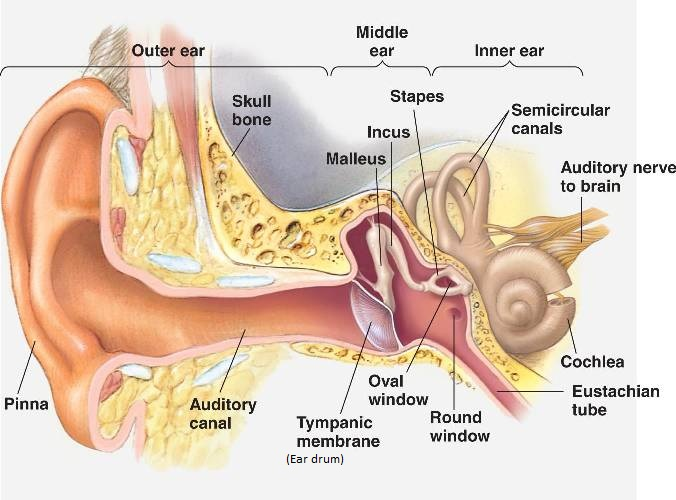 Outer ear
Middle
ear
Inner ear
Skull
bone
Stapes
Incus
Malleus
Semicircular
canals
Auditory nerve
to brain
Pinna
Auditory
canal
Tympanic
membrane
(Ear drum)
Oval
window
Round
window
Cochlea
Eustachian
tube